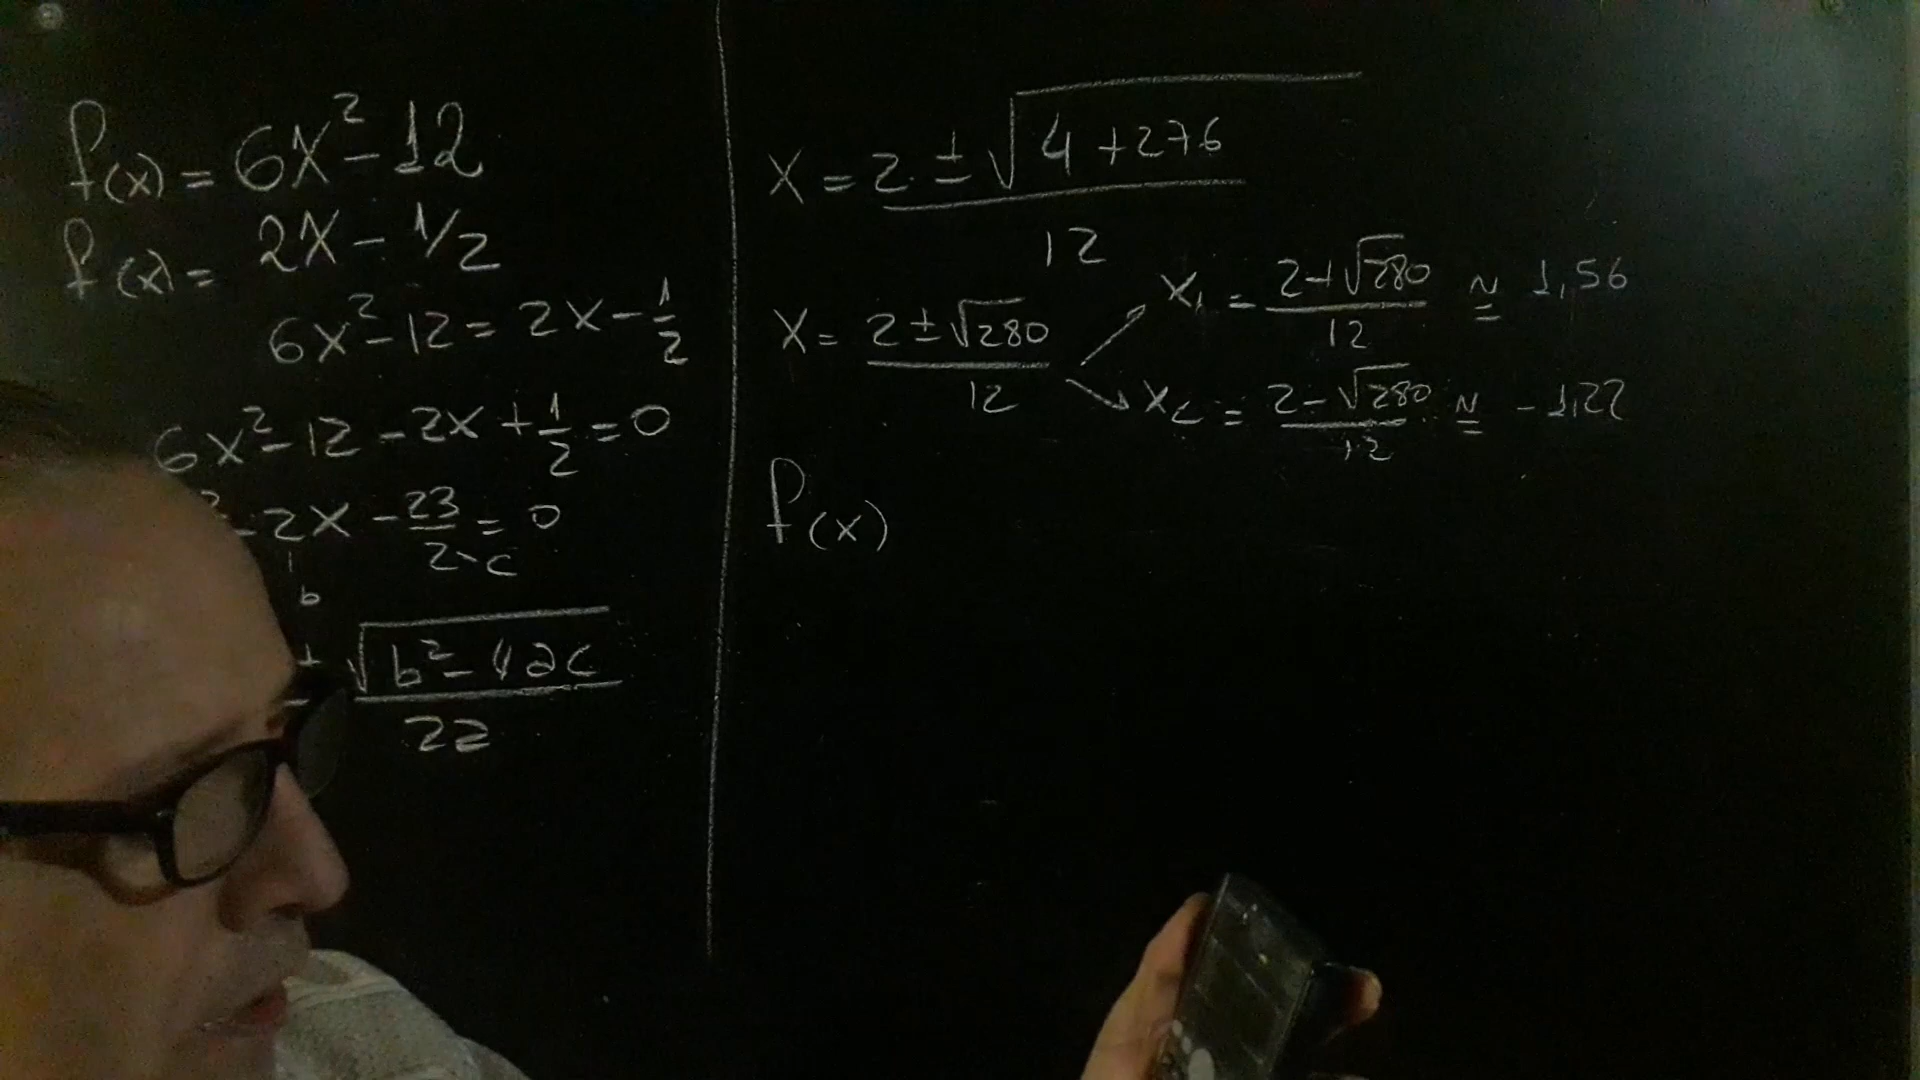 f(x) = 6x² - 12
f(x) = 2x - 1/2
6x² - 12 = 2x - 1/2
6x² - 12 - 2x + 1/2 = 0
² - 2x - 23/2 = 0
c
b
± √(b² - 4ac)
2a
x = 2 ± √(4 + 276)
12
x = (2 ± √280)/12
x₁ = (2 + √280)/12 ≅ 1,56
x₂ = (2 - √280)/12 ≅ - 1,22
f(x)